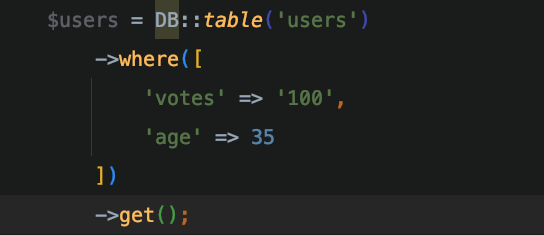 $users = DB::table('users')
->where([
'votes' => '100',
'age' => 35
])
->get();